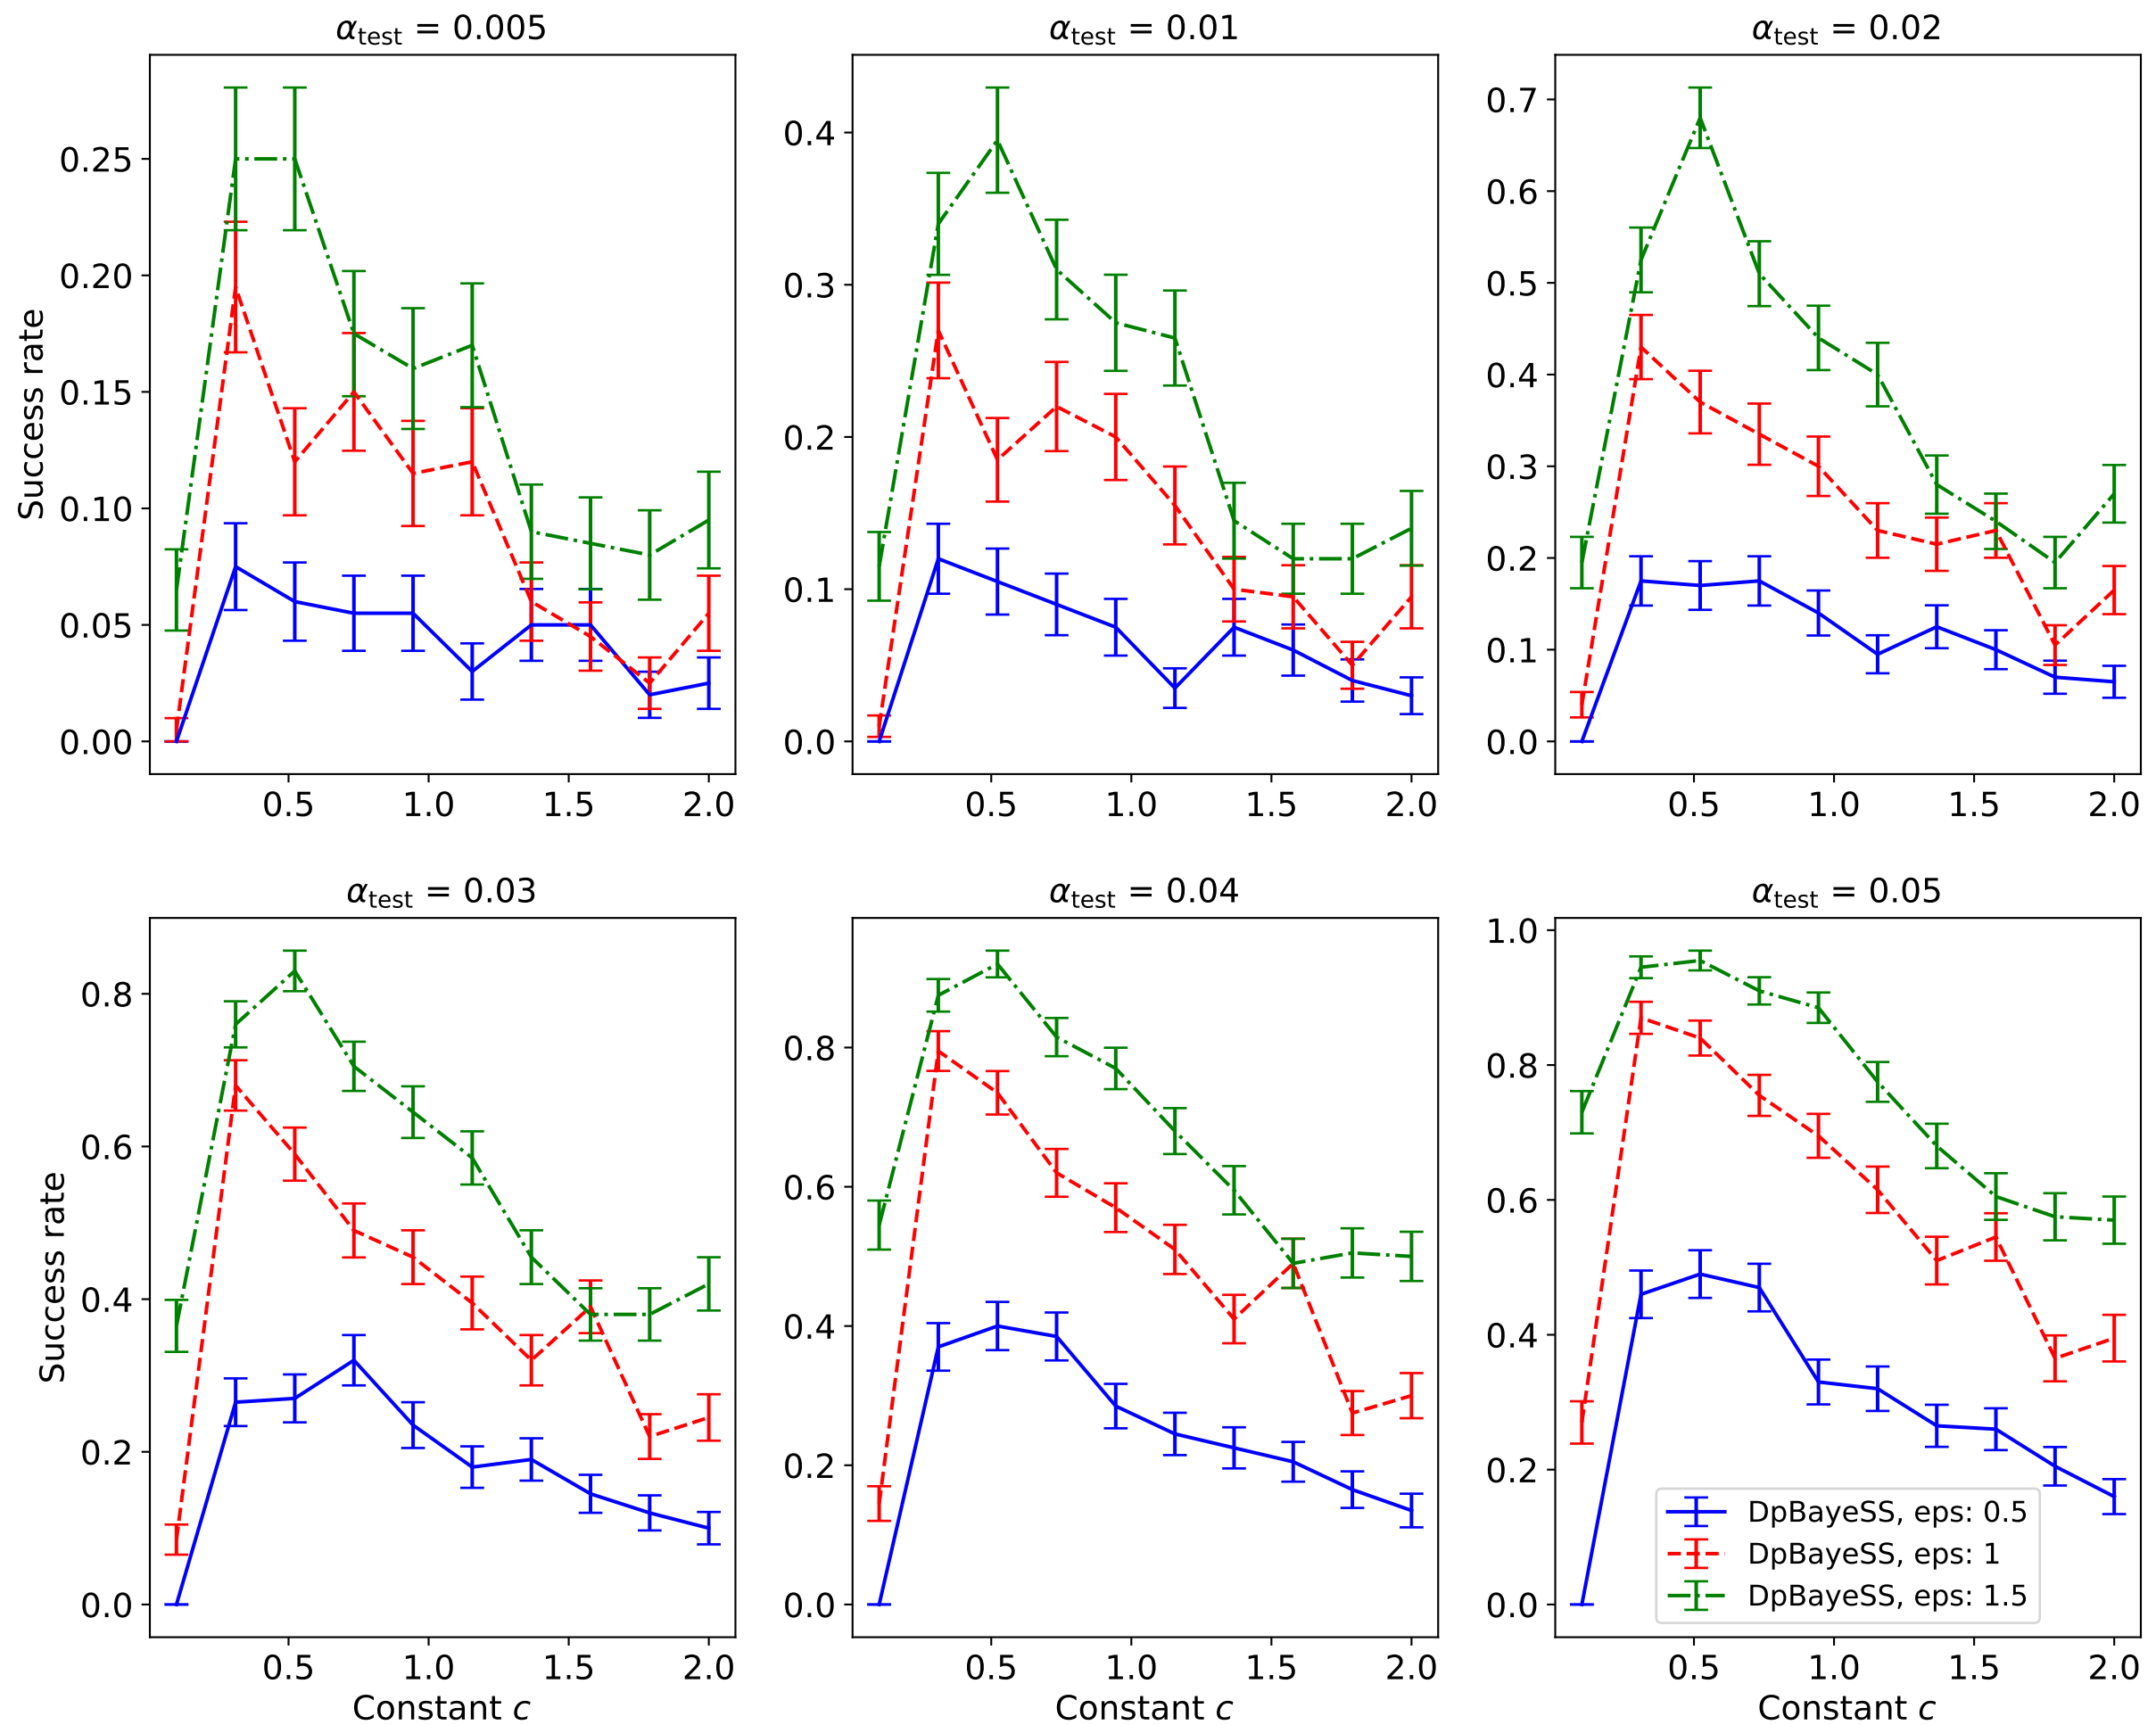 α_test = 0.005
α_test = 0.01
α_test = 0.02
Success rate
0.25
0.20
0.15
0.10
0.05
0.00
0.5 1.0 1.5 2.0
0.4
0.3
0.2
0.1
0.0
0.5 1.0 1.5 2.0
0.7
0.6
0.5
0.4
0.3
0.2
0.1
0.0
0.5 1.0 1.5 2.0
α_test = 0.03
α_test = 0.04
α_test = 0.05
Success rate
0.8
0.6
0.4
0.2
0.0
0.5 1.0 1.5 2.0
Constant c
0.8
0.6
0.4
0.2
0.0
0.5 1.0 1.5 2.0
Constant c
1.0
0.8
0.6
0.4
0.2
0.0
DpBayeSS, eps: 0.5
DpBayeSS, eps: 1
DpBayeSS, eps: 1.5
0.5 1.0 1.5 2.0
Constant c